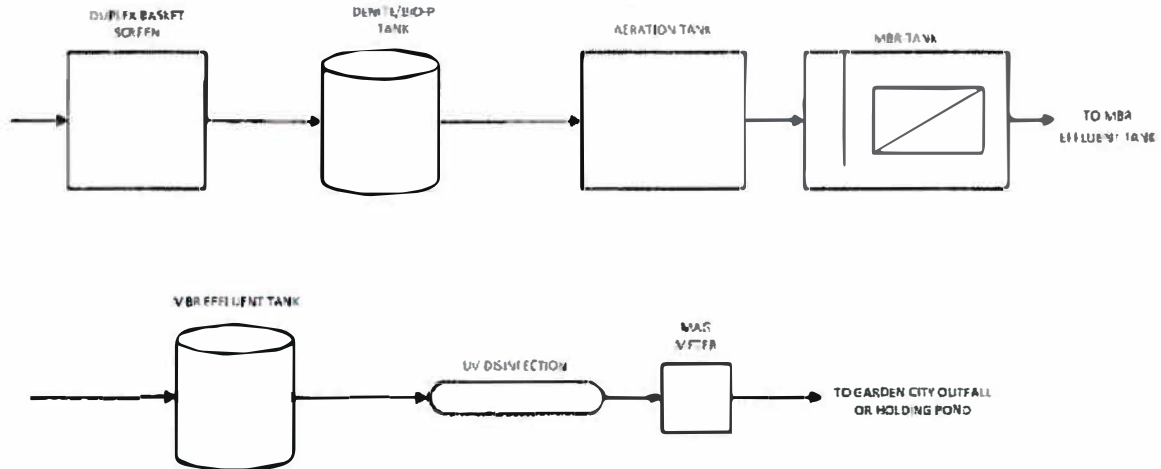 DUPLEX BASKET
SCREEN
DENITE/BIO-P
TANK
AERATION TANK
MBR TANK
TO MBR
EFFLUENT TANK
MBR EFFLUENT TANK
UV DISINFECTION
MAG
METER
TO GARDEN CITY OUTFALL
OR HOLDING POND